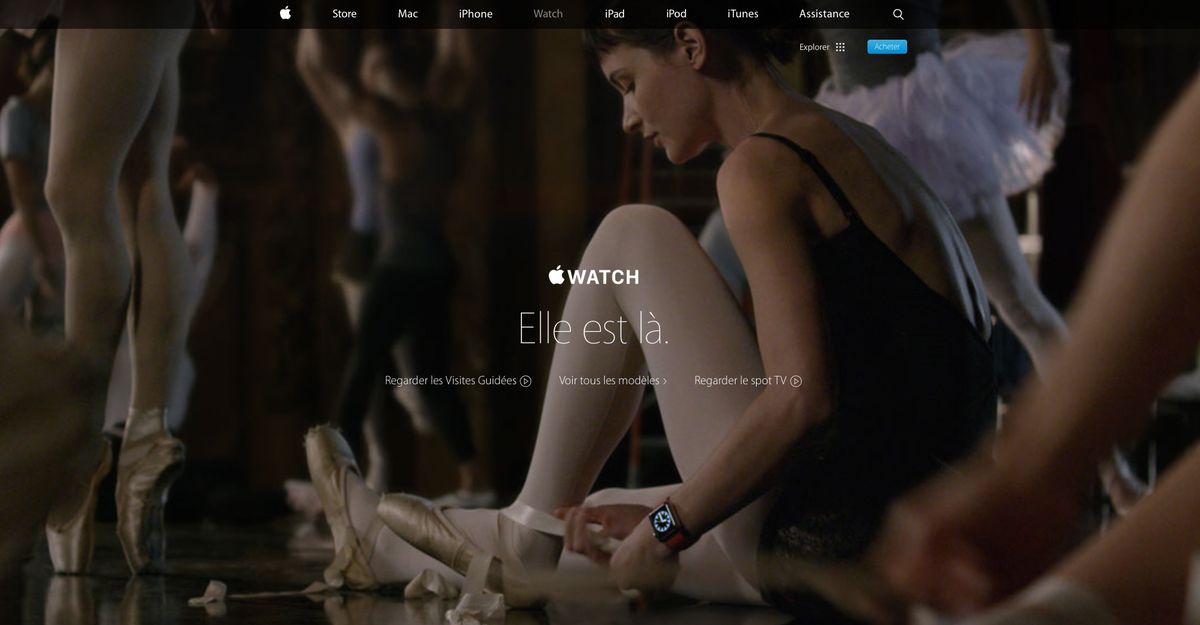 Store Mac iPhone Watch iPad iPod iTunes Assistance
Explorer Acheter
WATCH
Elle est là.
Regarder les Visites Guidées Voir tous les modèles › Regarder le spot TV